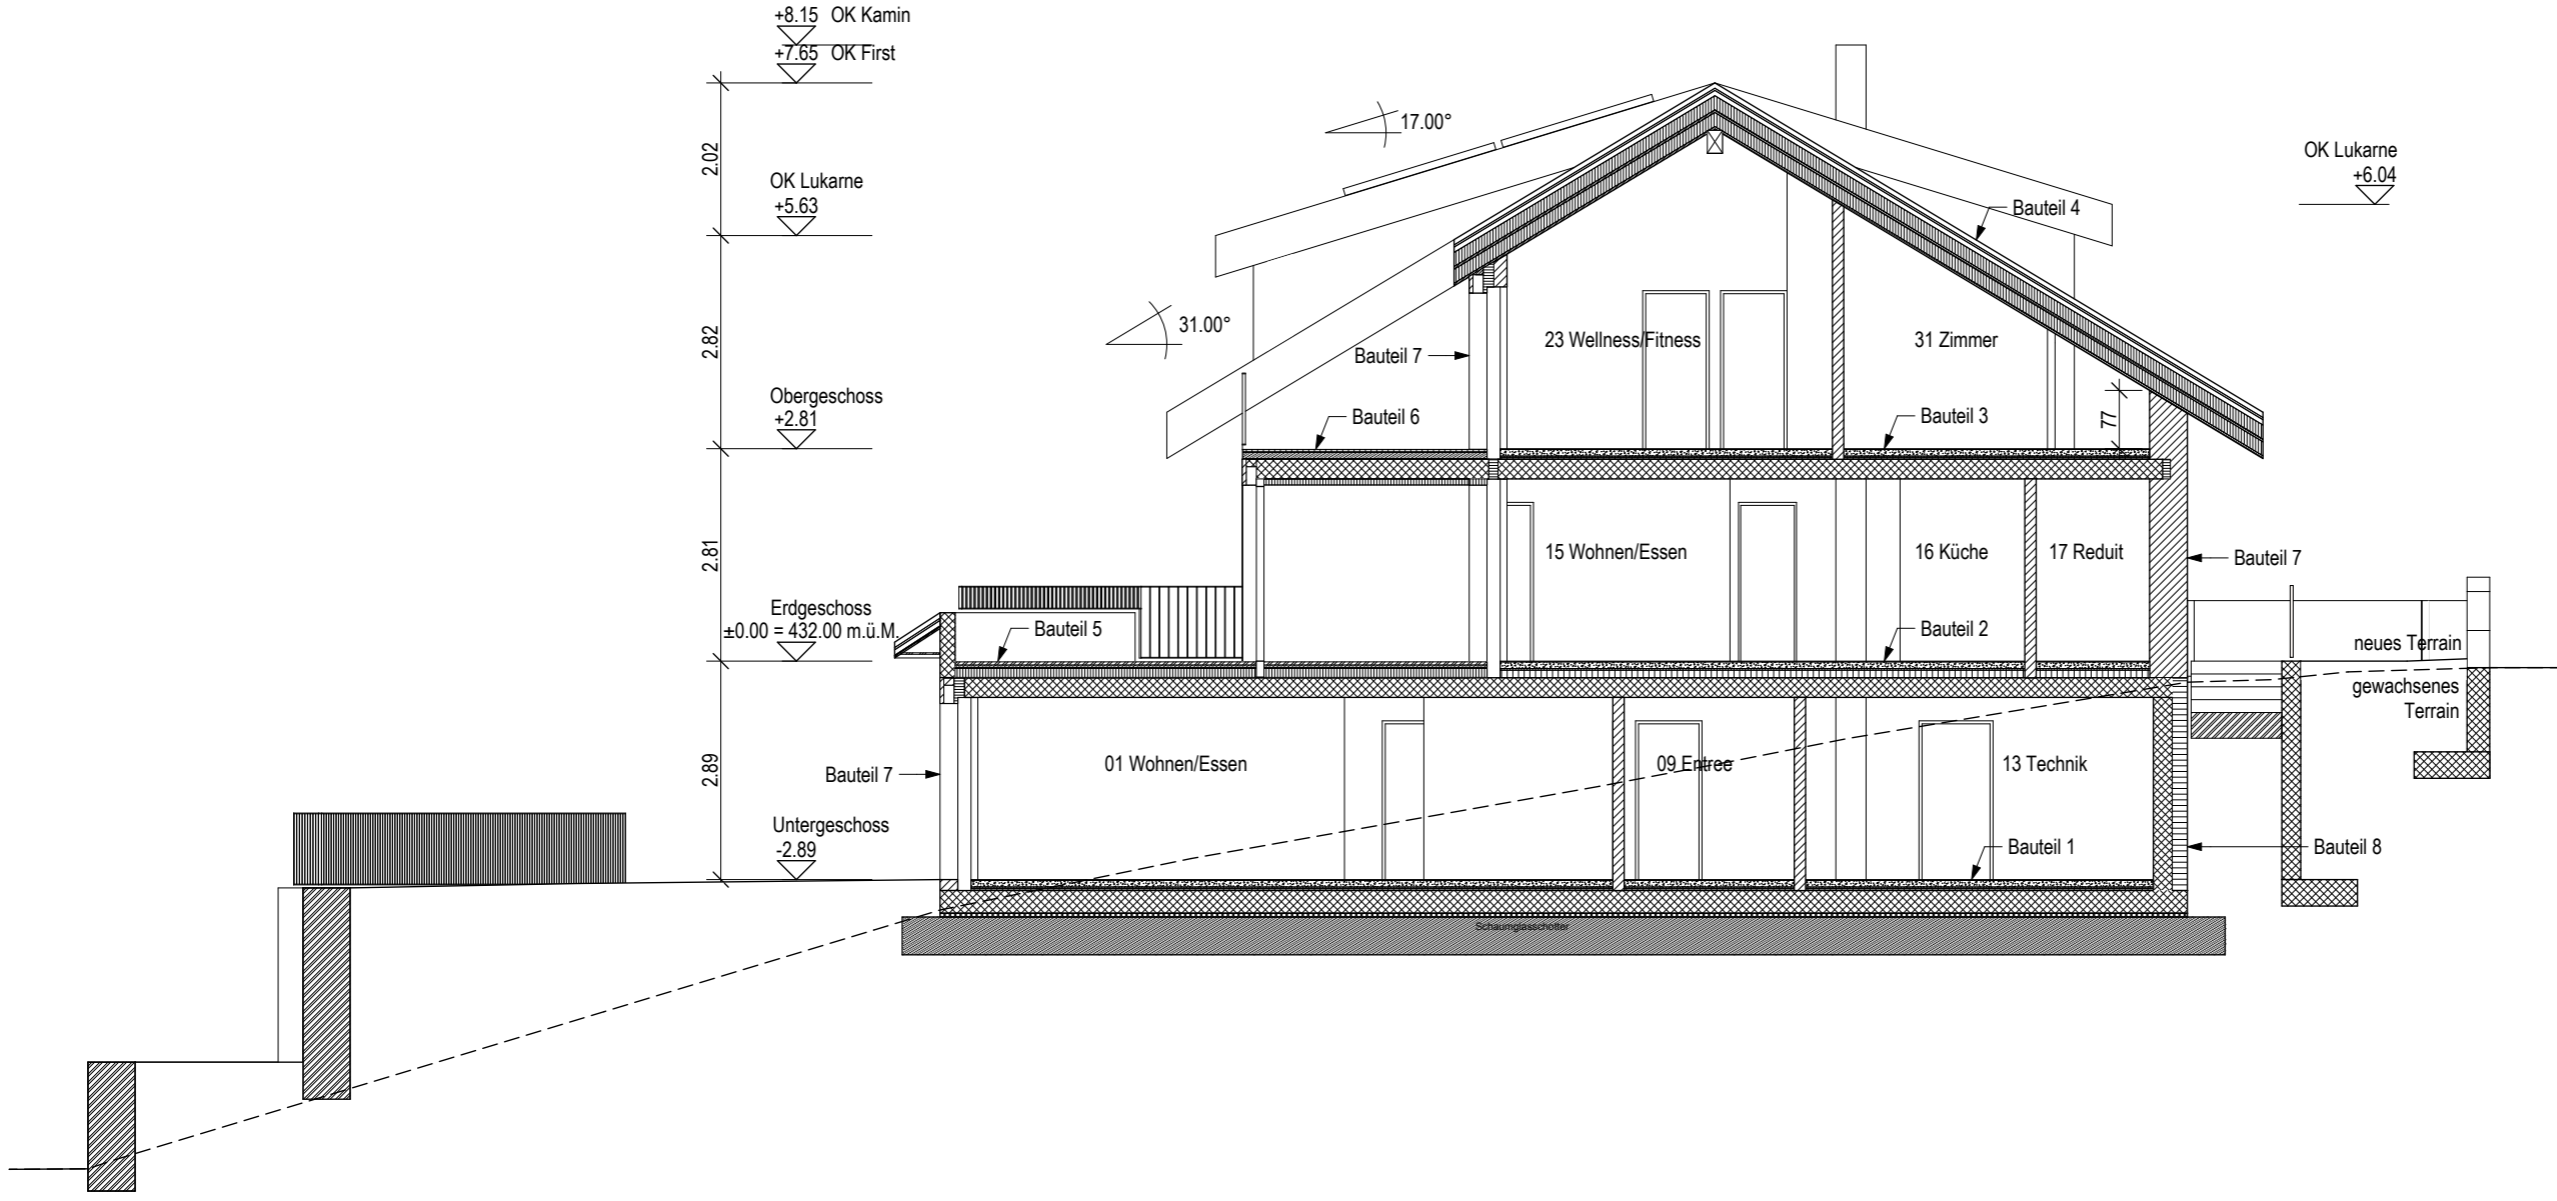 +8.15 OK Kamin
+7.65 OK First
17.00°
2.02
OK Lukarne
+5.63
OK Lukarne
+6.04
Bauteil 4
31.00°
2.82
Bauteil 7
23 Wellness/Fitness
31 Zimmer
Obergeschoss
+2.81
Bauteil 6
Bauteil 3
77
2.81
15 Wohnen/Essen
16 Küche
17 Reduit
Bauteil 7
Erdgeschoss
±0.00 = 432.00 m.ü.M.
Bauteil 5
Bauteil 2
neues Terrain
gewachsenes
Terrain
2.89
Bauteil 7
01 Wohnen/Essen
09 Entree
13 Technik
Untergeschoss
-2.89
Bauteil 1
Bauteil 8
Schaumglasschotter